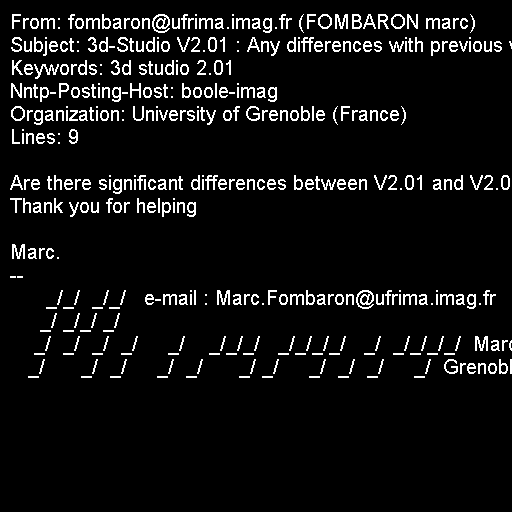 From: fombaron@ufrima.imag.fr (FOMBARON marc)
Subject: 3d-Studio V2.01 : Any differences with previous
Keywords: 3d studio 2.01
Nntp-Posting-Host: boole-imag
Organization: University of Grenoble (France)
Lines: 9

Are there significant differences between V2.01 and V2.0
Thank you for helping

Marc.
--
      _/_/  _/_/   e-mail : Marc.Fombaron@ufrima.imag.fr
     _/ _/_/ _/
    _/  _/  _/  _/     _/    _/_/_/   _/_/_/_/   _/  _/_/_/_/  Marc
   _/      _/  _/     _/  _/      _/ _/     _/  _/  _/     _/  Grenobl